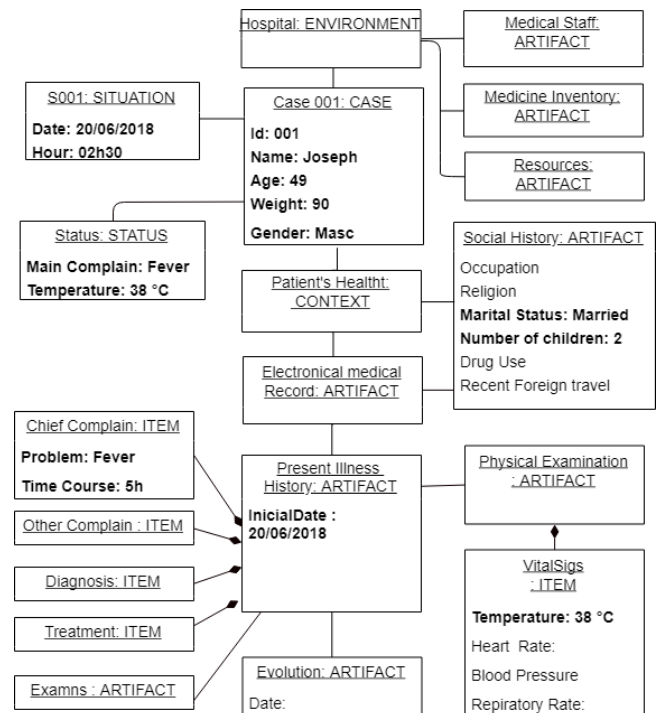 Hospital: ENVIRONMENT
Medical Staff:
ARTIFACT
Medicine Inventory:
ARTIFACT
Resources:
ARTIFACT
S001: SITUATION
Date: 20/06/2018
Hour: 02h30
Case 001: CASE
Id: 001
Name: Joseph
Age: 49
Weight: 90
Gender: Masc
Status: STATUS
Main Complain: Fever
Temperature: 38 °C
Social History: ARTIFACT
Occupation
Religion
Marital Status: Married
Number of children: 2
Drug Use
Recent Foreign travel
Patient's Healtht:
CONTEXT
Electronical medical
Record: ARTIFACT
Chief Complain: ITEM
Problem: Fever
Time Course: 5h
Other Complain : ITEM
Diagnosis: ITEM
Treatment: ITEM
Examns : ARTIFACT
Present Illness
History: ARTIFACT
InicialDate :
20/06/2018
Physical Examination
: ARTIFACT
VitalSigs
: ITEM
Temperature: 38 °C
Heart Rate:
Blood Pressure
Repiratory Rate:
Evolution: ARTIFACT
Date: